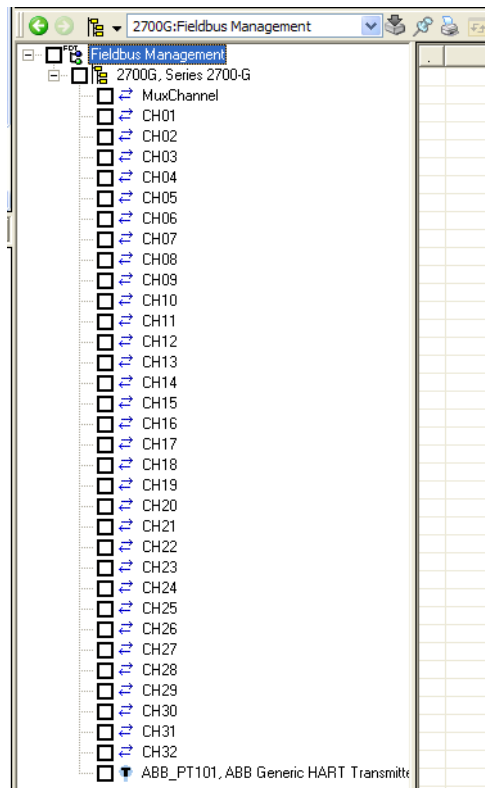 2700G:Fieldbus Management
FDT Fieldbus Management
2700G, Series 2700-G
MuxChannel
CH01
CH02
CH03
CH04
CH05
CH06
CH07
CH08
CH09
CH10
CH11
CH12
CH13
CH14
CH15
CH16
CH17
CH18
CH19
CH20
CH21
CH22
CH23
CH24
CH25
CH26
CH27
CH28
CH29
CH30
CH31
CH32
ABB_PT101, ABB Generic HART Transmitte